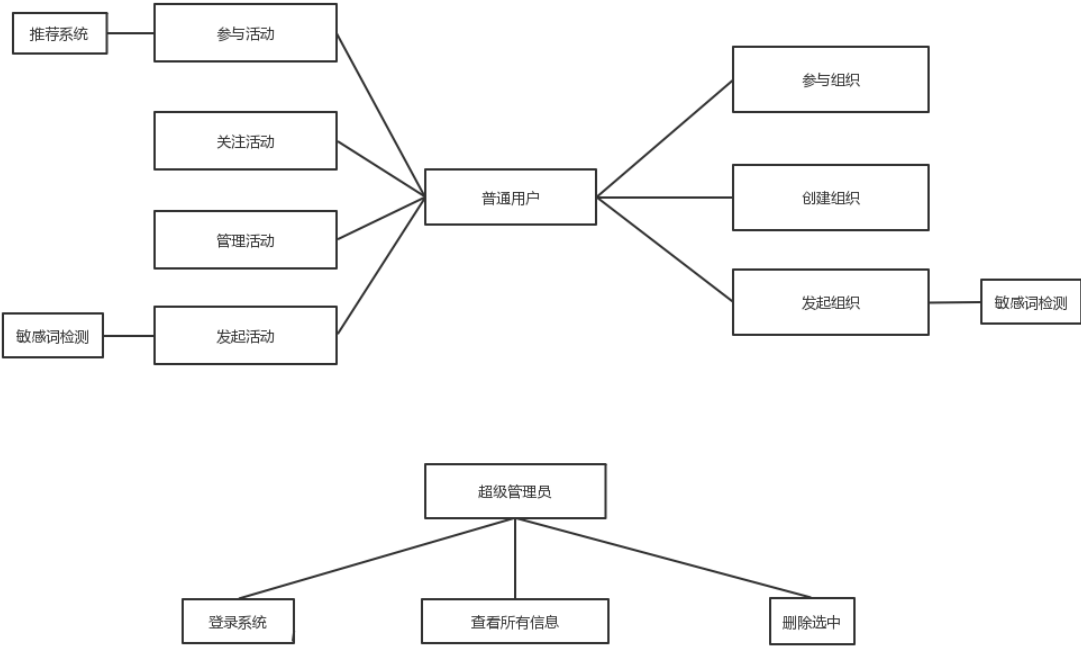 推荐系统
参与活动
参与组织
关注活动
普通用户
创建组织
管理活动
发起组织
敏感词检测
敏感词检测
发起活动
超级管理员
登录系统
查看所有信息
删除选中